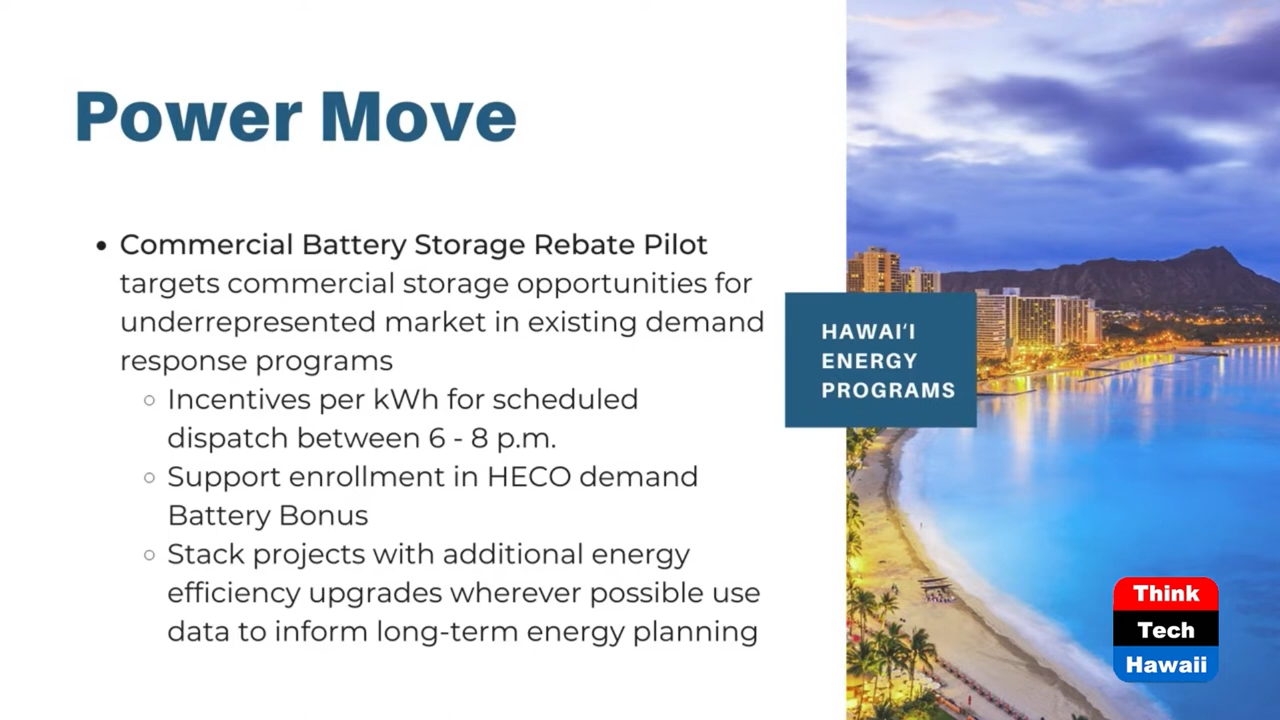 Power Move
• Commercial Battery Storage Rebate Pilot
targets commercial storage opportunities for
underrepresented market in existing demand
response programs
○ Incentives per kWh for scheduled
dispatch between 6 - 8 p.m.
○ Support enrollment in HECO demand
Battery Bonus
○ Stack projects with additional energy
efficiency upgrades wherever possible use
data to inform long-term energy planning
HAWAIʻI
ENERGY
PROGRAMS
Think
Tech
Hawaii